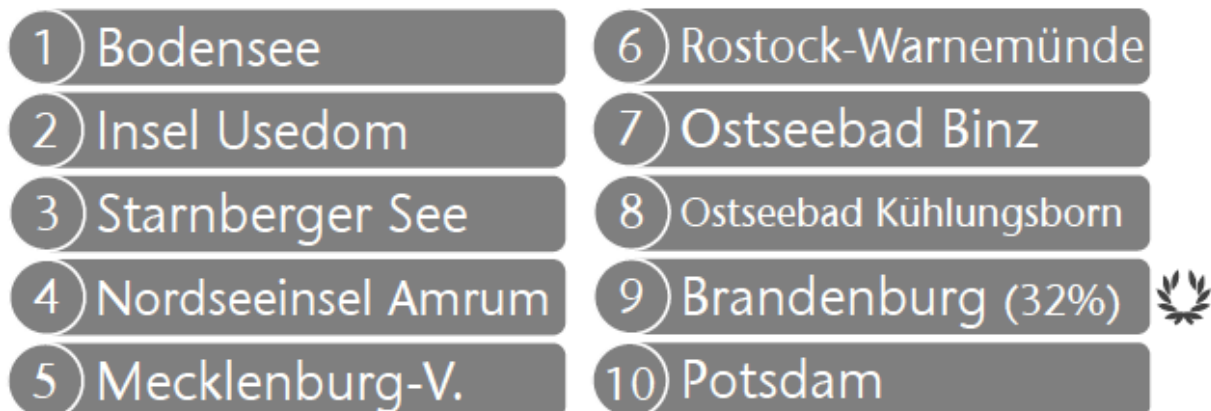 1 Bodensee
2 Insel Usedom
3 Starnberger See
4 Nordseeinsel Amrum
5 Mecklenburg-V.
6 Rostock-Warnemünde
7 Ostseebad Binz
8 Ostseebad Kühlungsborn
9 Brandenburg (32%)
10 Potsdam